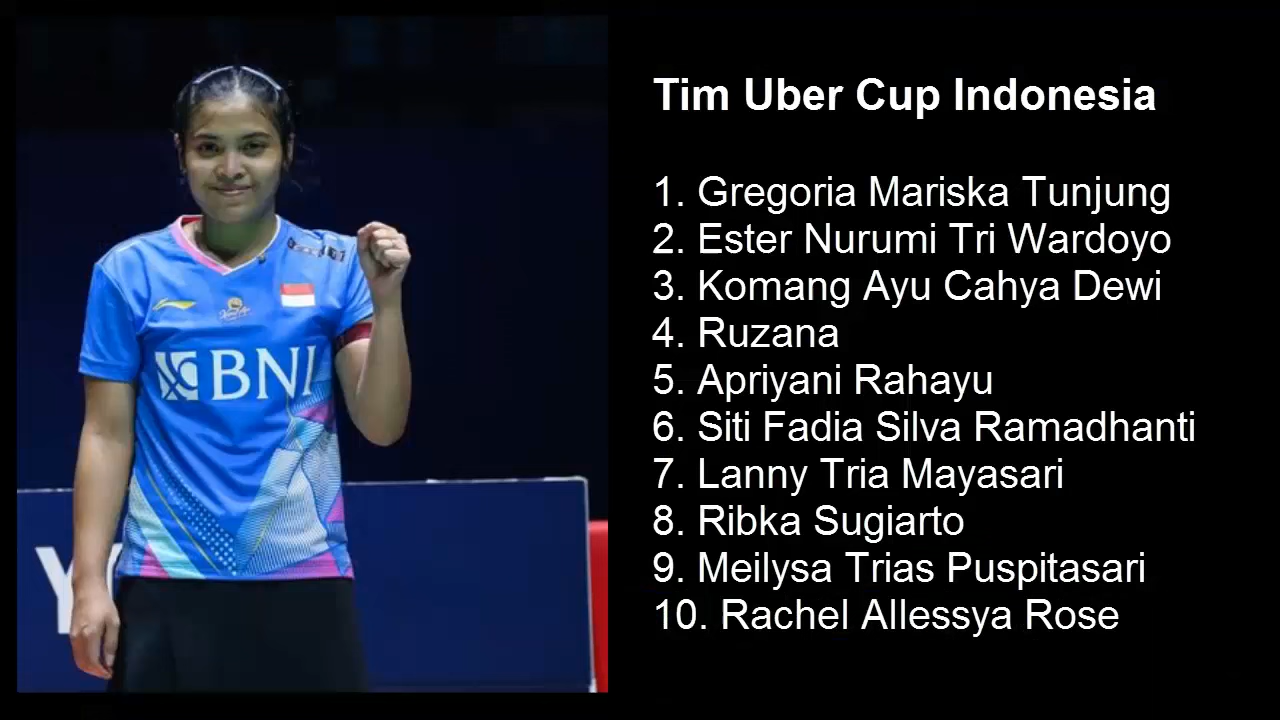 Tim Uber Cup Indonesia
1. Gregoria Mariska Tunjung
2. Ester Nurumi Tri Wardoyo
3. Komang Ayu Cahya Dewi
4. Ruzana
5. Apriyani Rahayu
6. Siti Fadia Silva Ramadhanti
7. Lanny Tria Mayasari
8. Ribka Sugiarto
9. Meilysa Trias Puspitasari
10. Rachel Allessya Rose
BNI